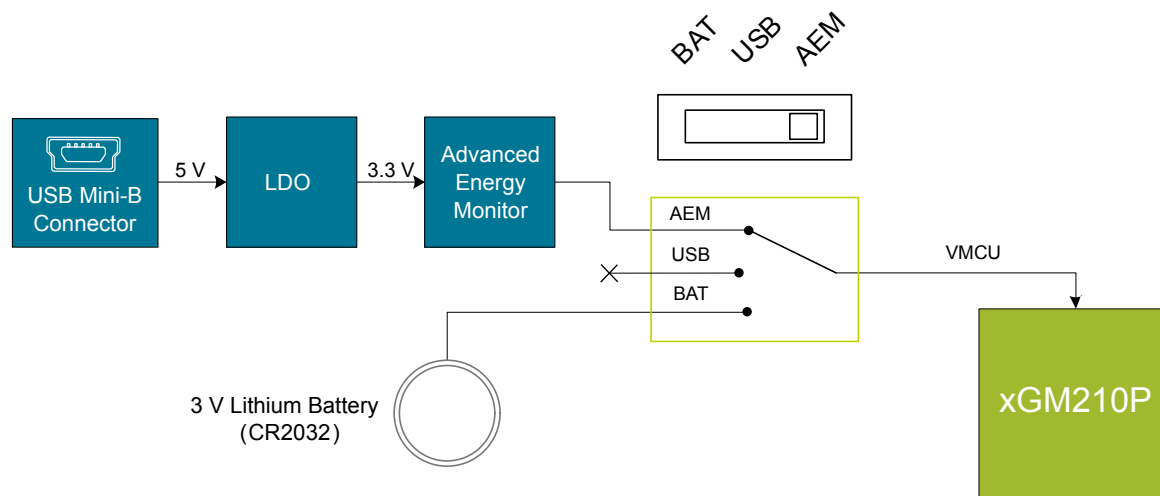 BAT
USB
AEM
USB Mini-B
Connector
5 V
LDO
3.3 V
Advanced
Energy
Monitor
AEM
USB
BAT
VMCU
3 V Lithium Battery
(CR2032)
xGM210P